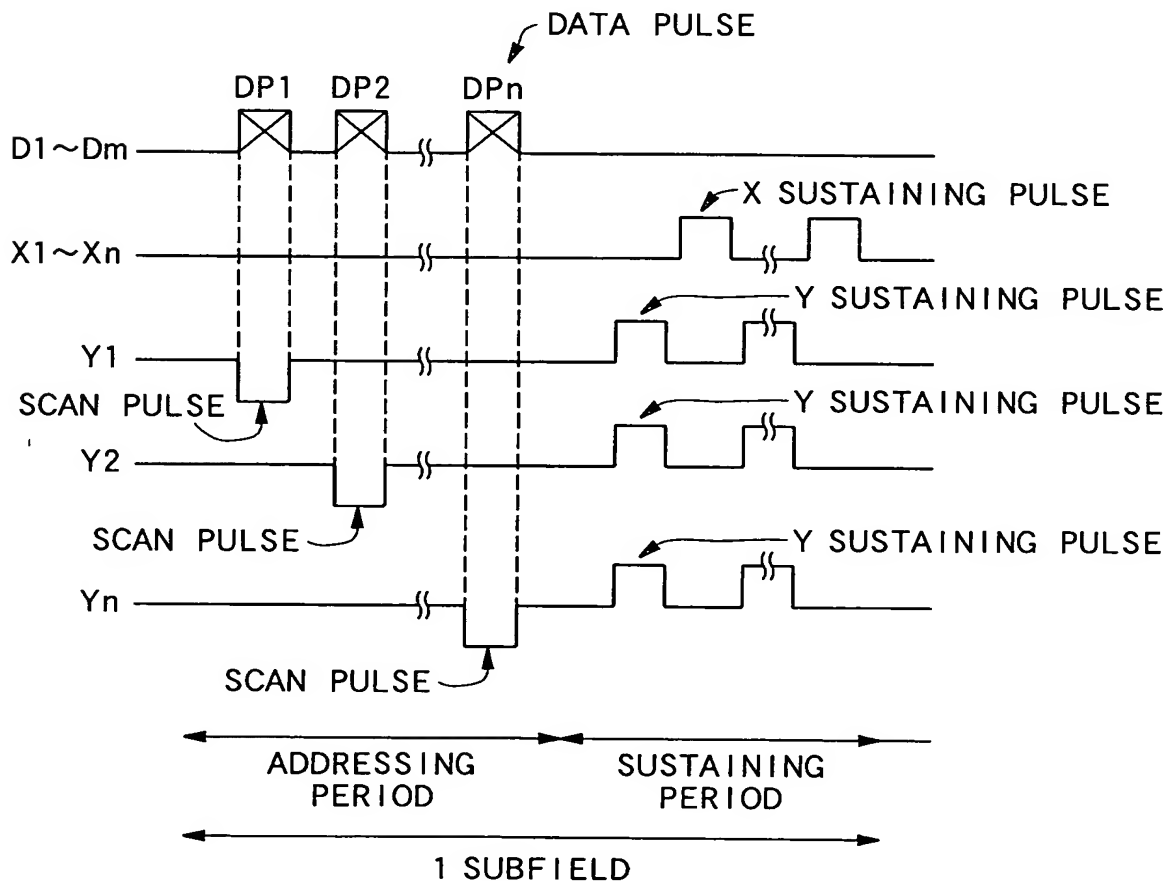 DATA PULSE
DP1 DP2 DPn
D1~Dm
X SUSTAINING PULSE
X1~Xn
Y SUSTAINING PULSE
Y1
SCAN PULSE
Y SUSTAINING PULSE
Y2
SCAN PULSE
Y SUSTAINING PULSE
Yn
SCAN PULSE
ADDRESSING PERIOD
SUSTAINING PERIOD
1 SUBFIELD